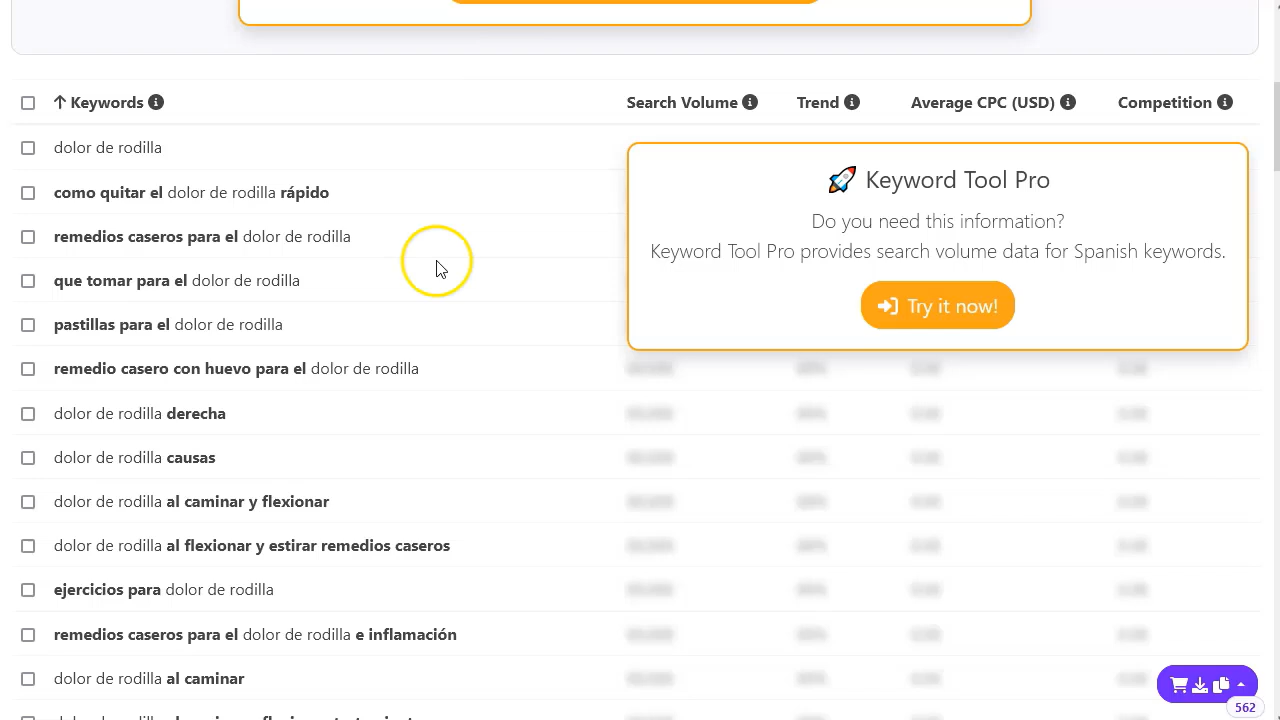 Keywords Search Volume Trend Average CPC (USD) Competition
dolor de rodilla
como quitar el dolor de rodilla rápido
remedios caseros para el dolor de rodilla
que tomar para el dolor de rodilla
pastillas para el dolor de rodilla
Keyword Tool Pro
Do you need this information?
Keyword Tool Pro provides search volume data for Spanish keywords.
Try it now!
remedio casero con huevo para el dolor de rodilla
dolor de rodilla derecha
dolor de rodilla causas
dolor de rodilla al caminar y flexionar
dolor de rodilla al flexionar y estirar remedios caseros
ejercicios para dolor de rodilla
remedios caseros para el dolor de rodilla e inflamación
dolor de rodilla al caminar
562